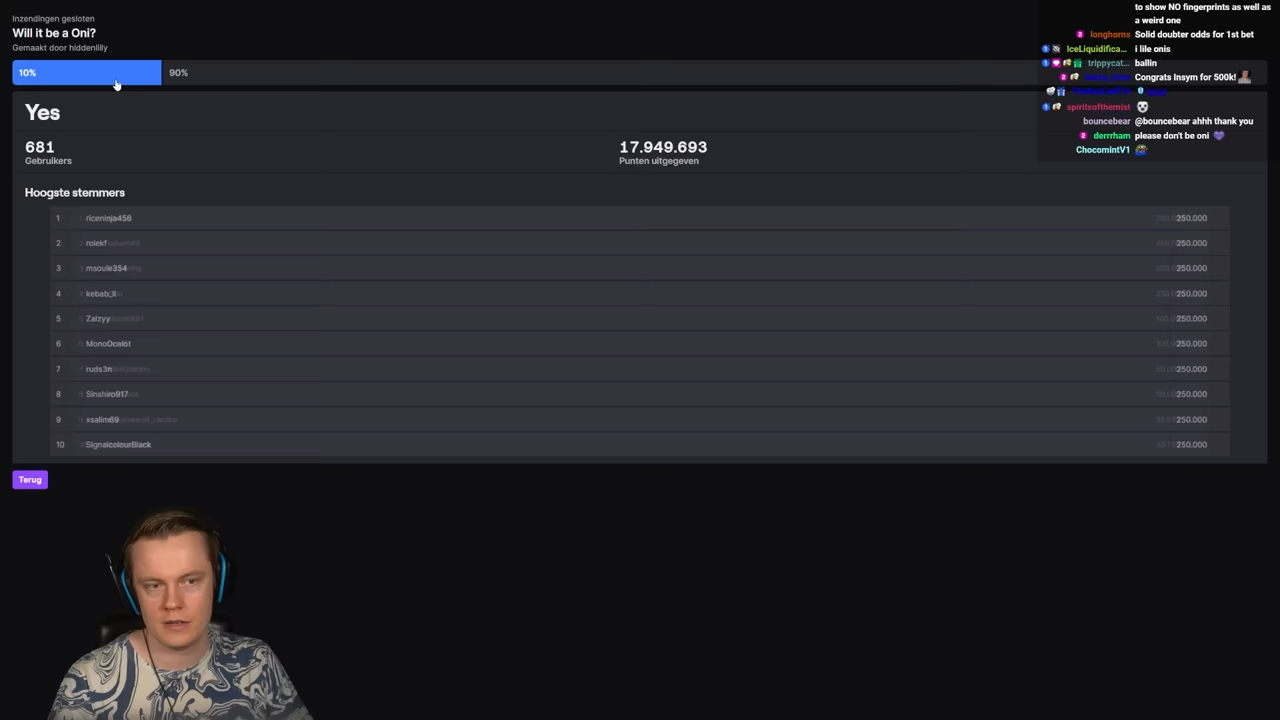 Inzendingen gesloten
Will it be a Oni?
Gemaakt door hiddenlilly
10%
90%
Yes
681
Gebruikers
17.949.693
Punten uitgegeven
Hoogste stemmers
1 riceninja456 250.000
2 rolekf 250.000
3 msoule354 250.000
4 kebab_li 250.000
5 Zalzyy 250.000
6 MonoOcelot 250.000
7 ruds3n 250.000
8 Sinshiro917 250.000
9 xsalim69 250.000
10 SignalcolourBlack 250.000
Terug
to show NO fingerprints as well as
a weird one
longhorns Solid doubter odds for 1st bet
IceLiquidifica... i lile onis
trippycat... ballin
Congrats Insym for 500k!
spiritsofthemist
bouncebear @bouncebear ahhh thank you
derrrham please don't be oni
ChocomintV1